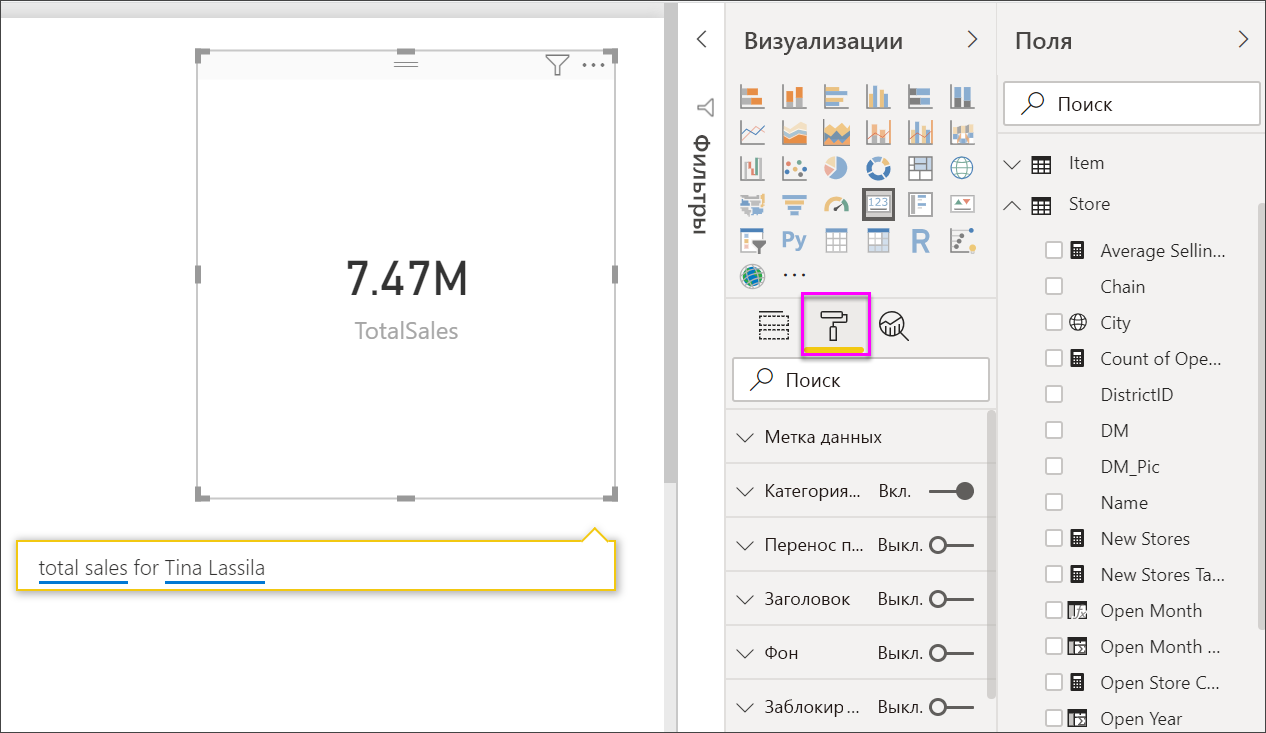 7.47M
TotalSales
total sales for Tina Lassila
Фильтры
Визуализации
123
Py
R
Поиск
Метка данных
Категория... Вкл.
Перенос п... Выкл.
Заголовок Выкл.
Фон Выкл.
Заблокир... Выкл.
Поля
Поиск
Item
Store
Average Sellin...
Chain
City
Count of Ope...
DistrictID
DM
DM_Pic
Name
New Stores
New Stores Ta...
Open Month
Open Month ...
Open Store C...
Open Year